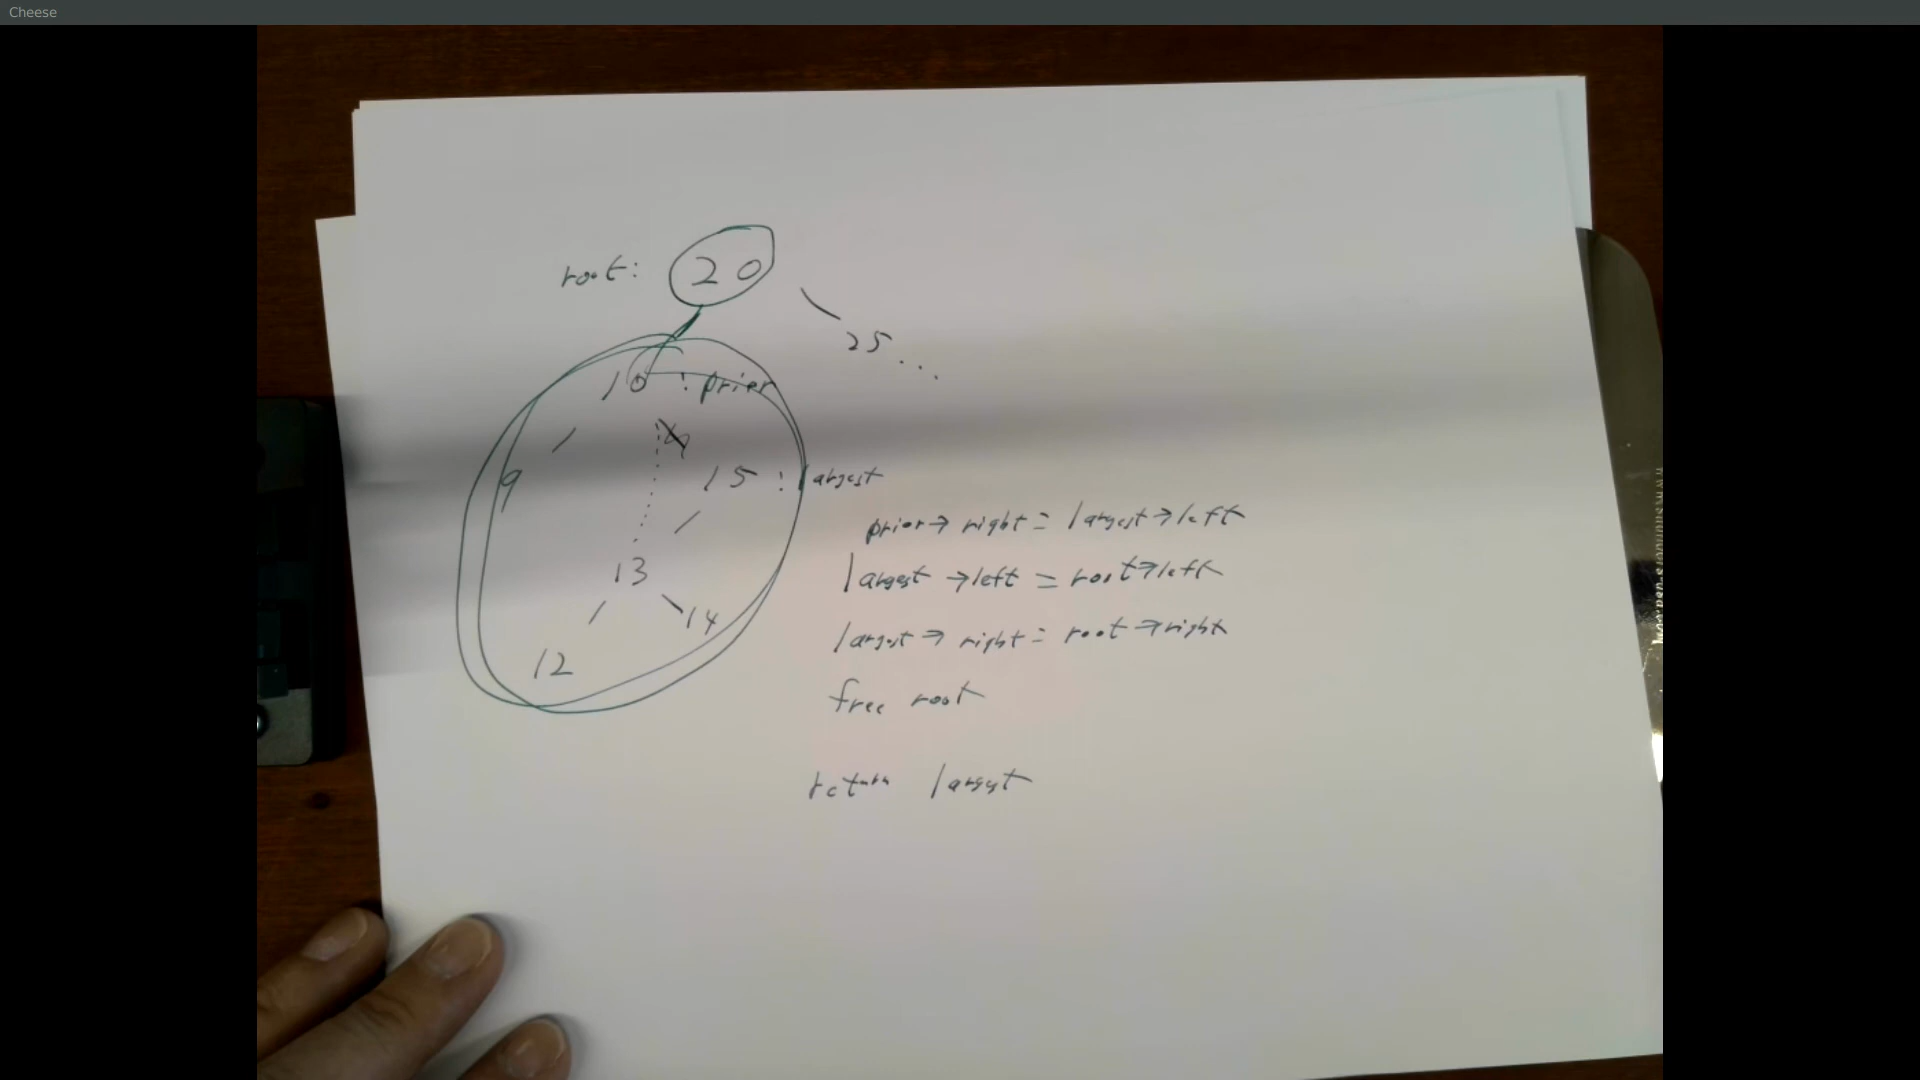 Cheese
root: 20
25...
10 : prior
9
15 : largest
prior→ right = largest→left
13
largest →left = root→left
14
largest→ right = root→right
12
free root
return largest